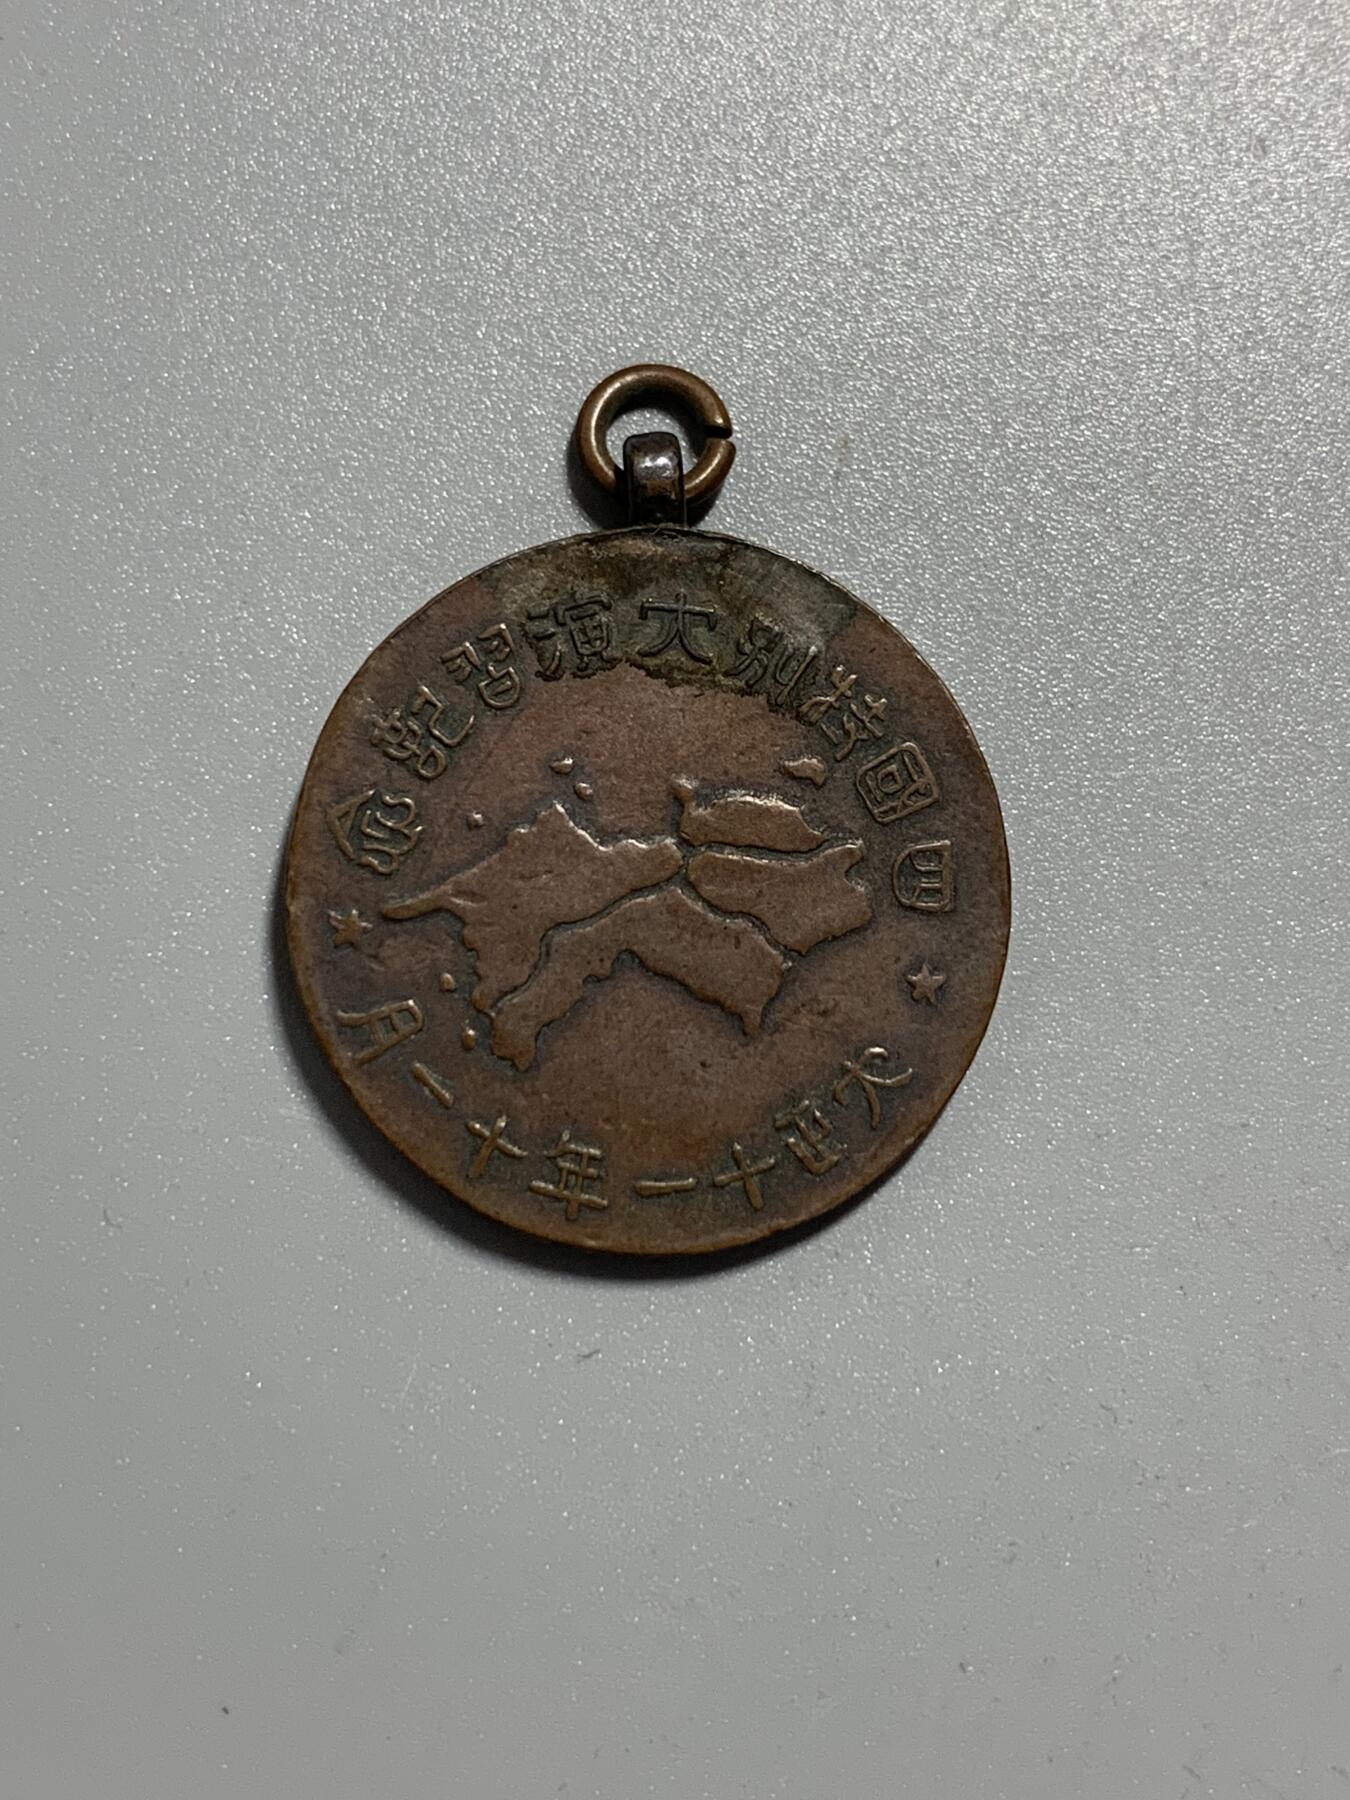 四國特別大演習記念
大正十一年十一月